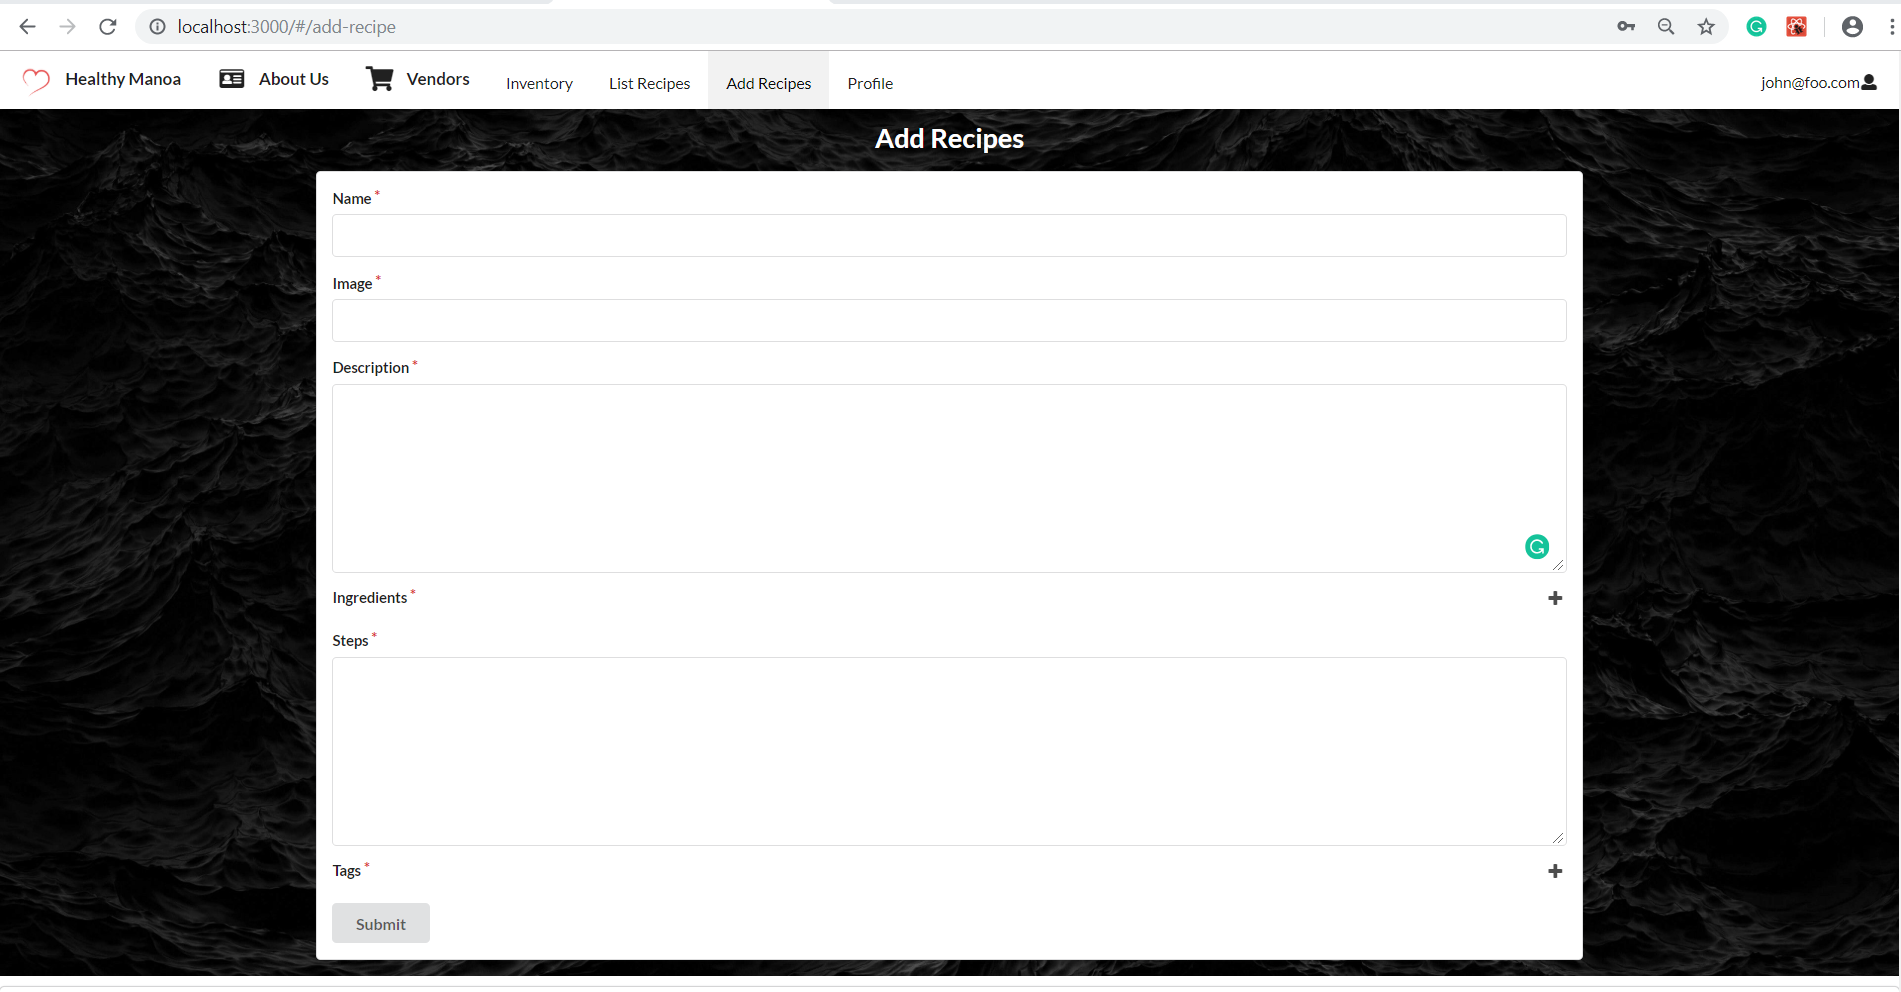 localhost:3000/#/add-recipe
Healthy Manoa About Us Vendors Inventory List Recipes Add Recipes Profile john@foo.com
Add Recipes
Name *
Image *
Description *
Ingredients *
Steps *
Tags *
Submit